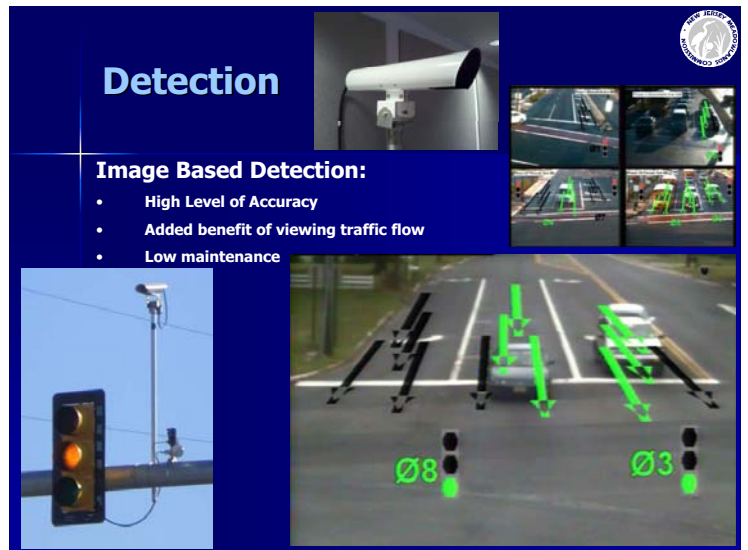 NEW JERSEY MEADOWLANDS COMMISSION
Detection
Image Based Detection:
• High Level of Accuracy
• Added benefit of viewing traffic flow
• Low maintenance
Ø8
Ø3